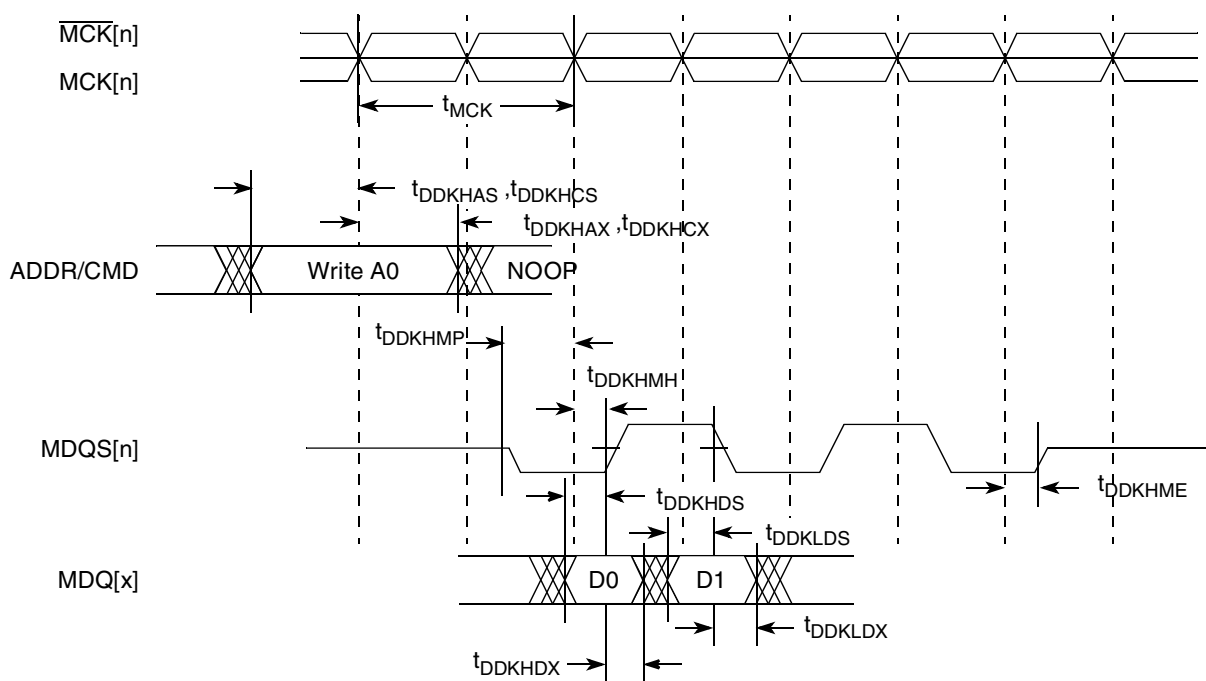 MCK[n]
MCK[n]
tMCK
tDDKHAS ,tDDKHCS
tDDKHAX ,tDDKHCX
ADDR/CMD
Write A0
NOOP
tDDKHMP
tDDKHMH
MDQS[n]
tDDKHME
tDDKHDS
tDDKLDS
MDQ[x]
D0
D1
tDDKLDX
tDDKHDX